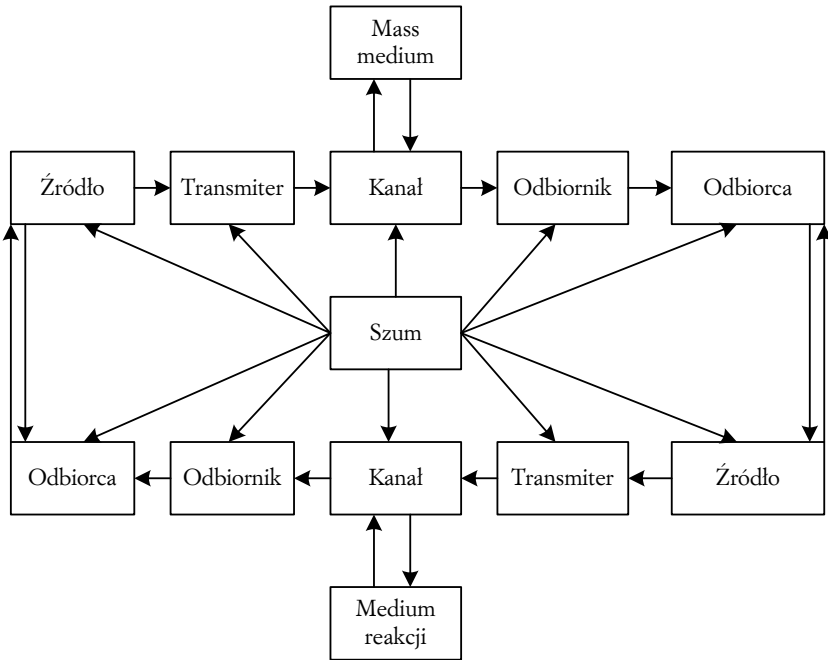 Mass
medium
Źródło
Transmiter
Kanał
Odbiornik
Odbiorca
Szum
Odbiorca
Odbiornik
Kanał
Transmiter
Źródło
Medium
reakcji